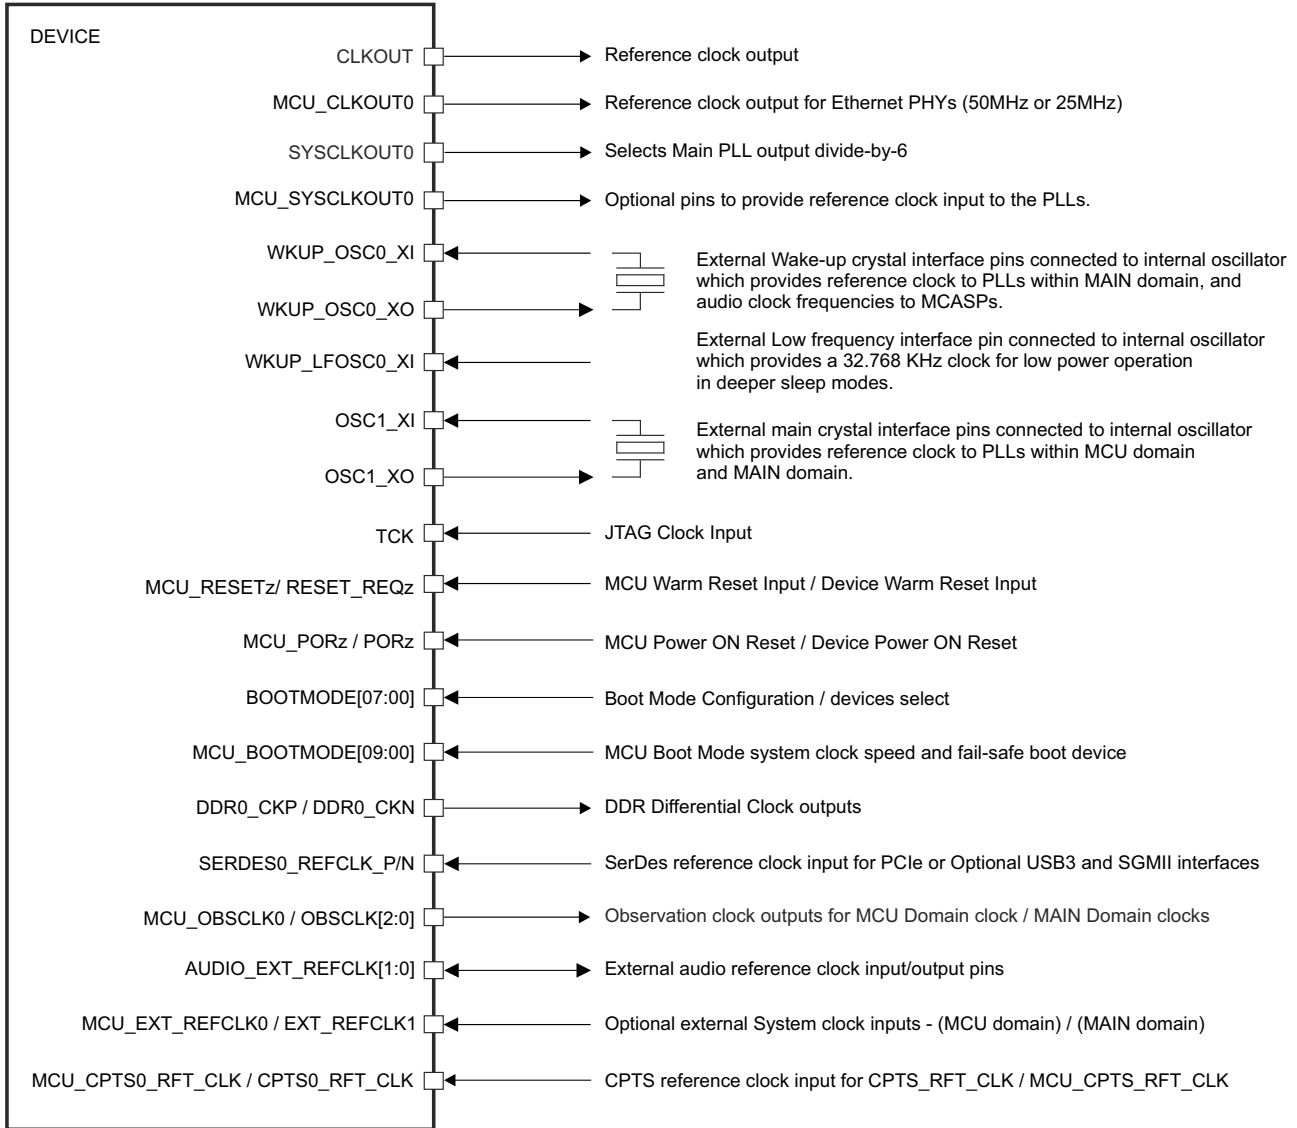 DEVICE
CLKOUT Reference clock output
MCU_CLKOUT0 Reference clock output for Ethernet PHYs (50MHz or 25MHz)
SYSCLKOUT0 Selects Main PLL output divide-by-6
MCU_SYSCLKOUT0 Optional pins to provide reference clock input to the PLLs.
WKUP_OSC0_XI
WKUP_OSC0_XO
External Wake-up crystal interface pins connected to internal oscillator
which provides reference clock to PLLs within MAIN domain, and
audio clock frequencies to MCASPs.
WKUP_LFOSC0_XI
External Low frequency interface pin connected to internal oscillator
which provides a 32.768 KHz clock for low power operation
in deeper sleep modes.
OSC1_XI
OSC1_XO
External main crystal interface pins connected to internal oscillator
which provides reference clock to PLLs within MCU domain
and MAIN domain.
TCK JTAG Clock Input
MCU_RESETz/ RESET_REQz MCU Warm Reset Input / Device Warm Reset Input
MCU_PORz / PORz MCU Power ON Reset / Device Power ON Reset
BOOTMODE[07:00] Boot Mode Configuration / devices select
MCU_BOOTMODE[09:00] MCU Boot Mode system clock speed and fail-safe boot device
DDR0_CKP / DDR0_CKN DDR Differential Clock outputs
SERDES0_REFCLK_P/N SerDes reference clock input for PCIe or Optional USB3 and SGMII interfaces
MCU_OBSCLK0 / OBSCLK[2:0] Observation clock outputs for MCU Domain clock / MAIN Domain clocks
AUDIO_EXT_REFCLK[1:0] External audio reference clock input/output pins
MCU_EXT_REFCLK0 / EXT_REFCLK1 Optional external System clock inputs - (MCU domain) / (MAIN domain)
MCU_CPTS0_RFT_CLK / CPTS0_RFT_CLK CPTS reference clock input for CPTS_RFT_CLK / MCU_CPTS_RFT_CLK